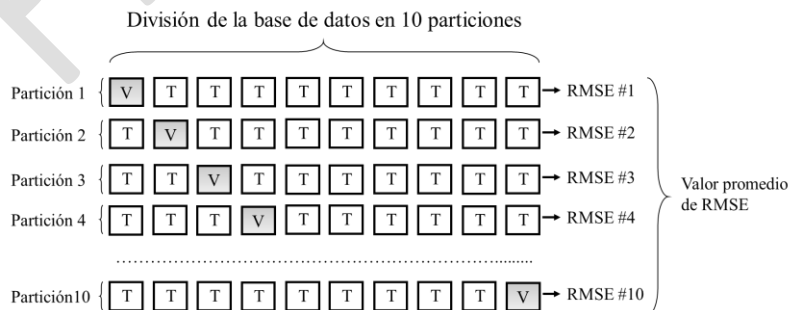 División de la base de datos en 10 particiones
Partición 1 V T T T T T T T T T RMSE #1
Partición 2 T V T T T T T T T T RMSE #2
Partición 3 T T V T T T T T T T RMSE #3
Partición 4 T T T V T T T T T T RMSE #4
Valor promedio
de RMSE
Partición10 T T T T T T T T T V RMSE #10